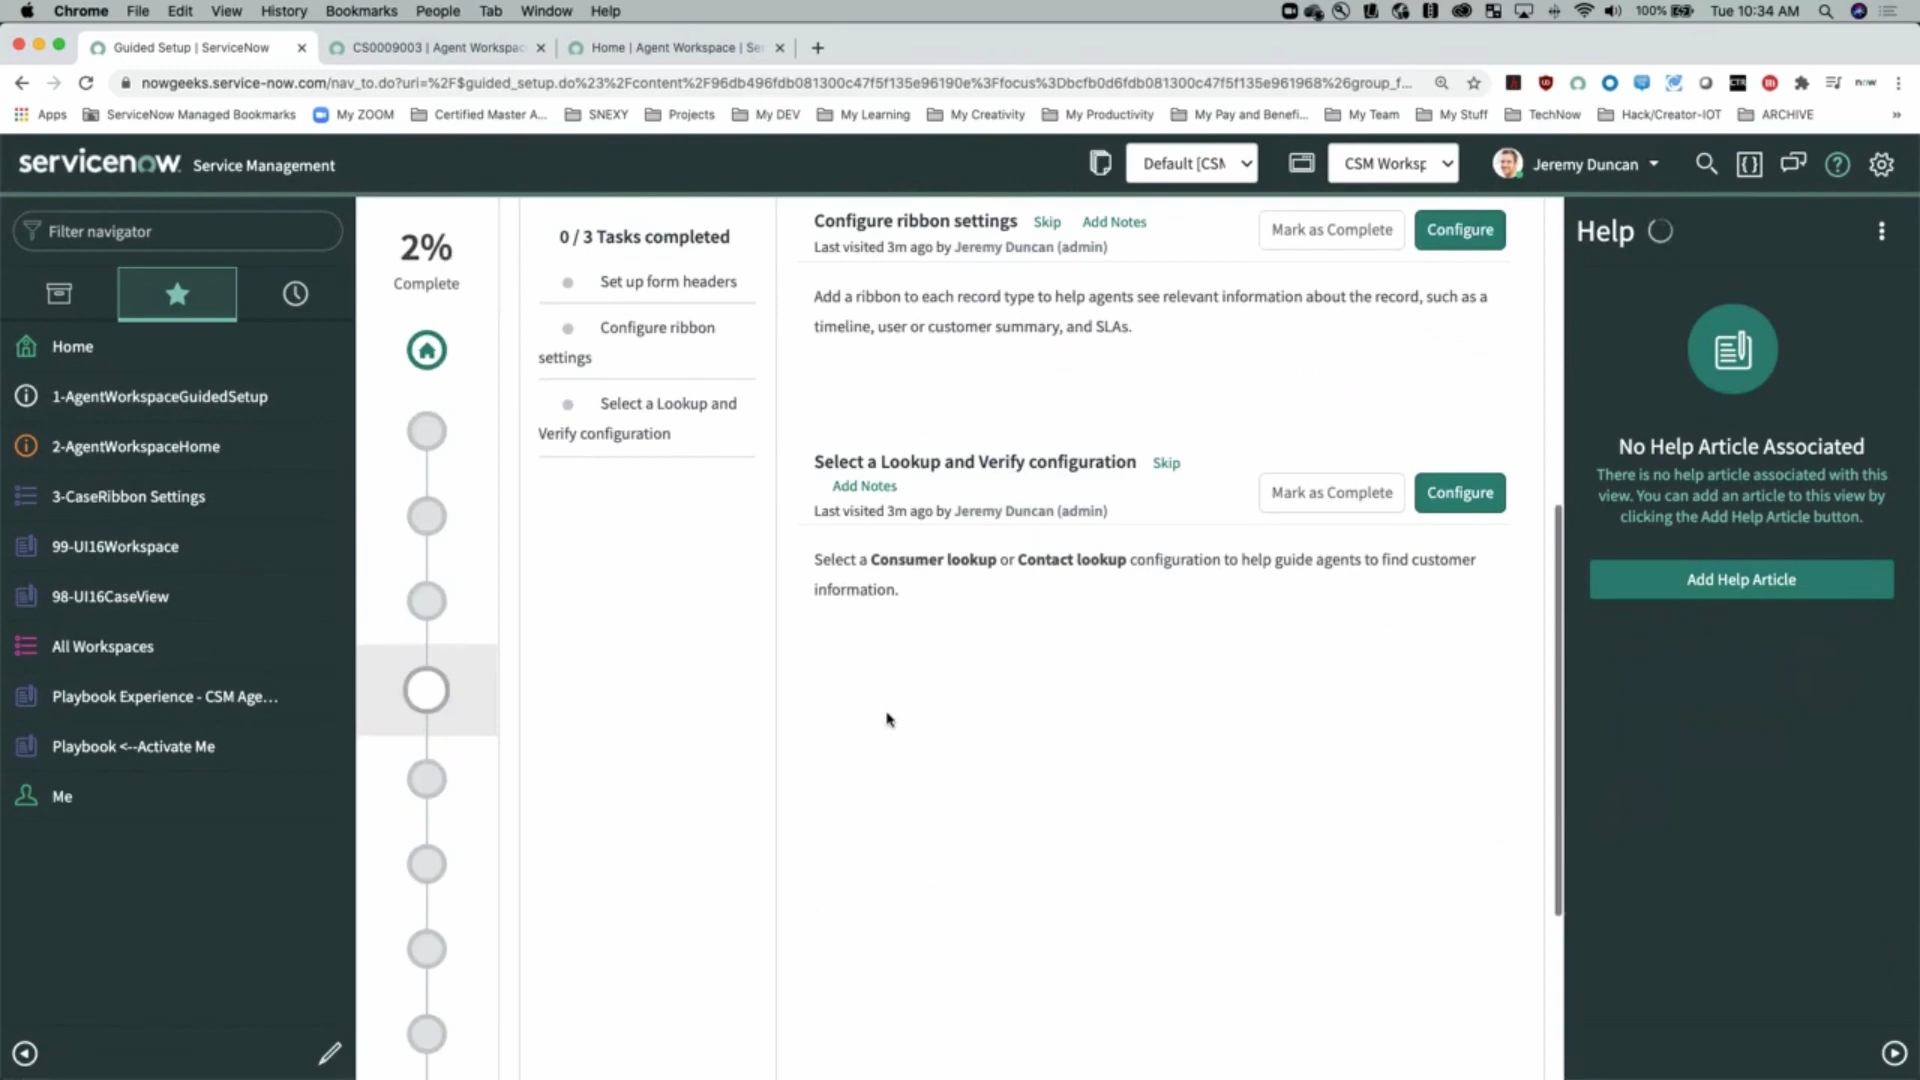 Chrome File Edit View History Bookmarks People Tab Window Help
100% Tue 10:34 AM
Guided Setup | ServiceNow
CS0009003 | Agent Workspac
Home | Agent Workspace | Se
nowgeeks.service-now.com/nav_to.do?uri=%2F$guided_setup.do%23%2Fcontent%2F96db496fdb081300c47f5f135e96190e%3Ffocus%3Dbcfb0d6fdb081300c47f5f135e961968%26group_f...
Apps ServiceNow Managed Bookmarks My ZOOM Certified Master A... SNEXY Projects My DEV My Learning My Creativity My Productivity My Pay and Benefi... My Team My Stuff TechNow Hack/Creator-IOT ARCHIVE »
servicenow Service Management
Default [CSM
CSM Worksp
Jeremy Duncan
Filter navigator
Home
1-AgentWorkspaceGuidedSetup
2-AgentWorkspaceHome
3-CaseRibbon Settings
99-UI16Workspace
98-UI16CaseView
All Workspaces
Playbook Experience - CSM Age...
Playbook <--Activate Me
Me
2%
Complete
0 / 3 Tasks completed
Set up form headers
Configure ribbon
settings
Select a Lookup and
Verify configuration
Configure ribbon settings Skip Add Notes
Last visited 3m ago by Jeremy Duncan (admin)
Mark as Complete
Configure
Add a ribbon to each record type to help agents see relevant information about the record, such as a
timeline, user or customer summary, and SLAs.
Select a Lookup and Verify configuration Skip
Add Notes
Last visited 3m ago by Jeremy Duncan (admin)
Mark as Complete
Configure
Select a Consumer lookup or Contact lookup configuration to help guide agents to find customer
information.
Help
No Help Article Associated
There is no help article associated with this
view. You can add an article to this view by
clicking the Add Help Article button.
Add Help Article